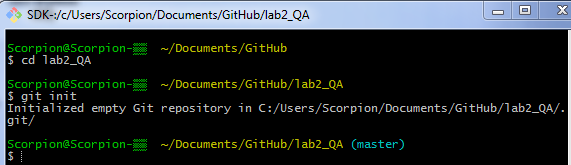 SDK-:/c/Users/Scorpion/Documents/GitHub/lab2_QA
Scorpion@Scorpion-▒▒ ~/Documents/GitHub
$ cd lab2_QA
Scorpion@Scorpion-▒▒ ~/Documents/GitHub/lab2_QA
$ git init
Initialized empty Git repository in C:/Users/Scorpion/Documents/GitHub/lab2_QA/.
git/
Scorpion@Scorpion-▒▒ ~/Documents/GitHub/lab2_QA (master)
$